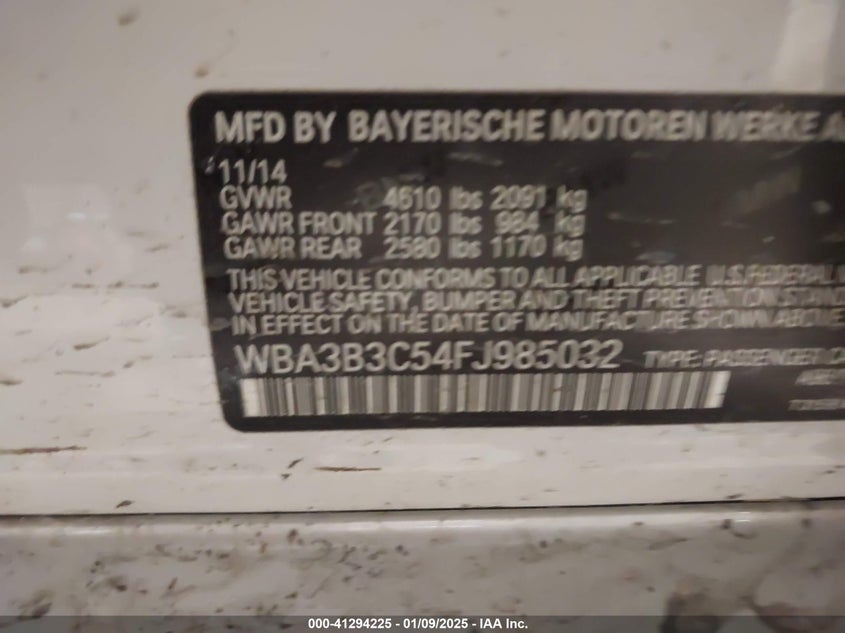 MFD BY BAYERISCHE MOTOREN WERKE
11/14
GVWR 4610 lbs 2091 kg
GAWR FRONT 2170 lbs 984 kg
GAWR REAR 2580 lbs 1170 kg
THIS VEHICLE CONFORMS TO ALL APPLICABLE U.S. FEDERAL
VEHICLE SAFETY, BUMPER AND THEFT PREVENTION
IN EFFECT ON THE DATE OF MANUFACTURE SHOWN ABOVE
WBA3B3C54FJ985032 TYPE: PASSENGER
000-41294225 - 01/09/2025 - IAA Inc.